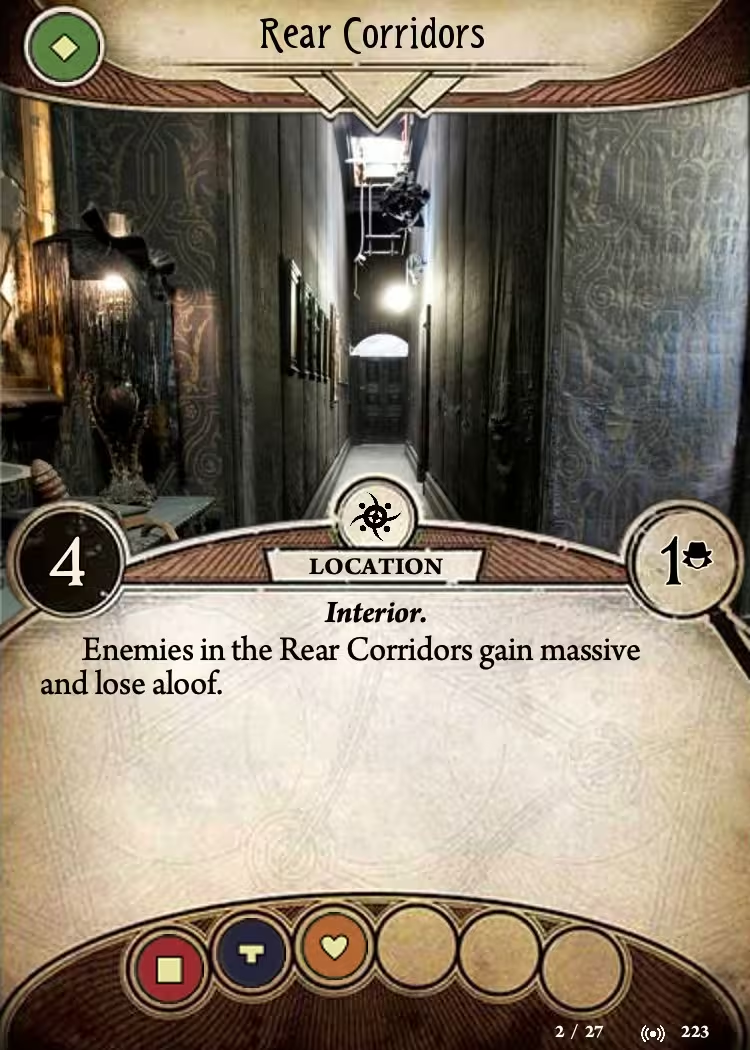 Rear Corridors
4
LOCATION
1
Interior.
Enemies in the Rear Corridors gain massive
and lose aloof.
2 / 27 223